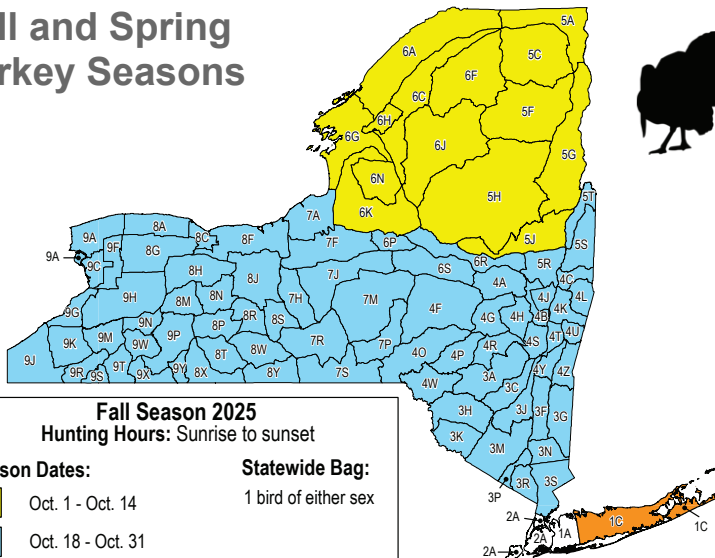 ll and Spring
rkey Seasons
5A
6A
5C
6F
6C
5F
6H
6G
6J
5G
6N
5H
5T
6K
7A
5J
5S
9A
8A
8C
8F
7F
6P
9F
8G
9A
9C
6R
5R
6S
8H
8J
7J
4A
4C
9H
8M
8N
7H
7M
4F
4J
4L
9G
4G
4H
4B
4K
9N
8P
8R
8S
9K
9M
9W
9P
7R
7P
4R
4S
4T
4U
9J
8T
8W
4O
4P
9R
9S
9T
9X
9Y
8X
8Y
7S
4W
3A
4Y
4Z
3C
3H
3J
3F
3G
3K
3M
3N
3R
3S
3P
2A
2A
1A
1C
1C
2A
Fall Season 2025
Hunting Hours: Sunrise to sunset
son Dates:
Statewide Bag:
Oct. 1 - Oct. 14
1 bird of either sex
Oct. 18 - Oct. 31